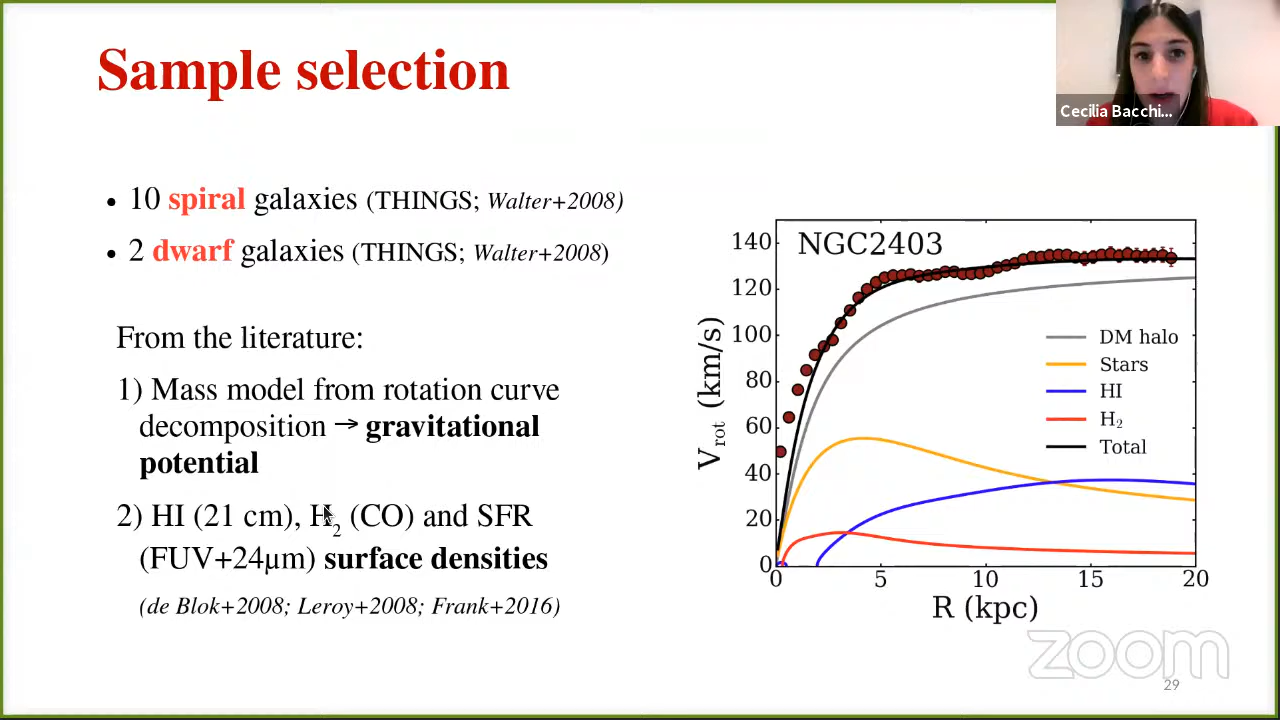 Sample selection
Cecilia Bacchi...
• 10 spiral galaxies (THINGS; Walter+2008)
• 2 dwarf galaxies (THINGS; Walter+2008)
From the literature:
1) Mass model from rotation curve
decomposition → gravitational
potential
2) HI (21 cm), H₂ (CO) and SFR
(FUV+24μm) surface densities
(de Blok+2008; Leroy+2008; Frank+2016)
NGC2403
140
120
100
80
60
40
20
0
V_rot (km/s)
DM halo
Stars
HI
H₂
Total
0 5 10 15 20
R (kpc)
zoom
29